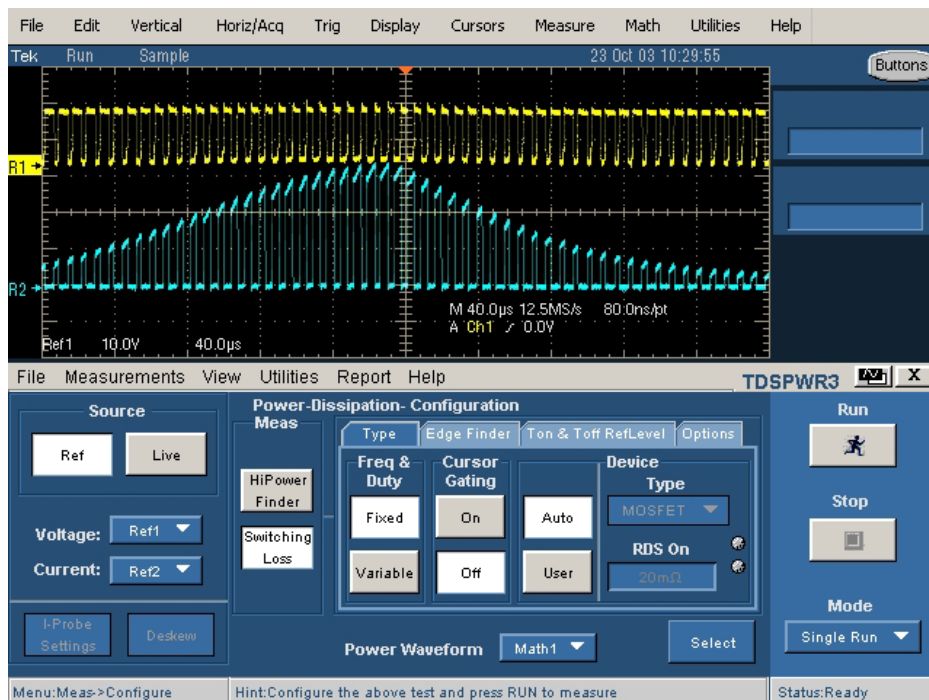 File Edit Vertical Horiz/Acq Trig Display Cursors Measure Math Utilities Help
Tek Run Sample 23 Oct 03 10:29:55
Buttons
R1
R2
M 40.0µs 12.5MS/s 80.0ns/pt
A Ch1 / 0.0V
Ref1 10.0V 40.0µs
File Measurements View Utilities Report Help TDSPWR3 X
Source
Ref Live
Voltage: Ref1
Current: Ref2
I-Probe Settings Deskew
Power-Dissipation- Configuration
Meas
HiPower Finder
Switching Loss
Type Edge Finder Ton & Toff RefLevel Options
Freq & Duty
Fixed
Variable
Cursor Gating
On
Off
Auto
User
Device
Type
MOSFET
RDS On
20mΩ
Power Waveform Math1 Select
Run
Stop
Mode
Single Run
Menu:Meas->Configure Hint:Configure the above test and press RUN to measure Status:Ready